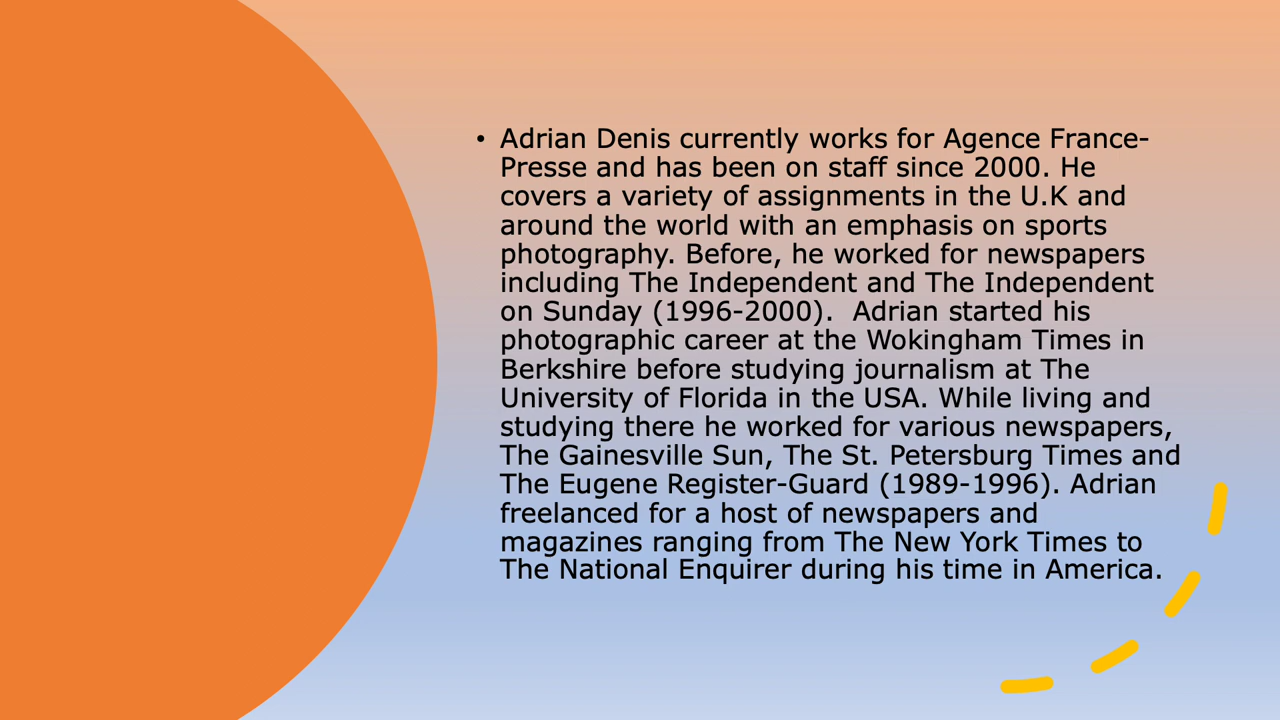 • Adrian Denis currently works for Agence France-
Presse and has been on staff since 2000. He
covers a variety of assignments in the U.K and
around the world with an emphasis on sports
photography. Before, he worked for newspapers
including The Independent and The Independent
on Sunday (1996-2000).  Adrian started his
photographic career at the Wokingham Times in
Berkshire before studying journalism at The
University of Florida in the USA. While living and
studying there he worked for various newspapers,
The Gainesville Sun, The St. Petersburg Times and
The Eugene Register-Guard (1989-1996). Adrian
freelanced for a host of newspapers and
magazines ranging from The New York Times to
The National Enquirer during his time in America.